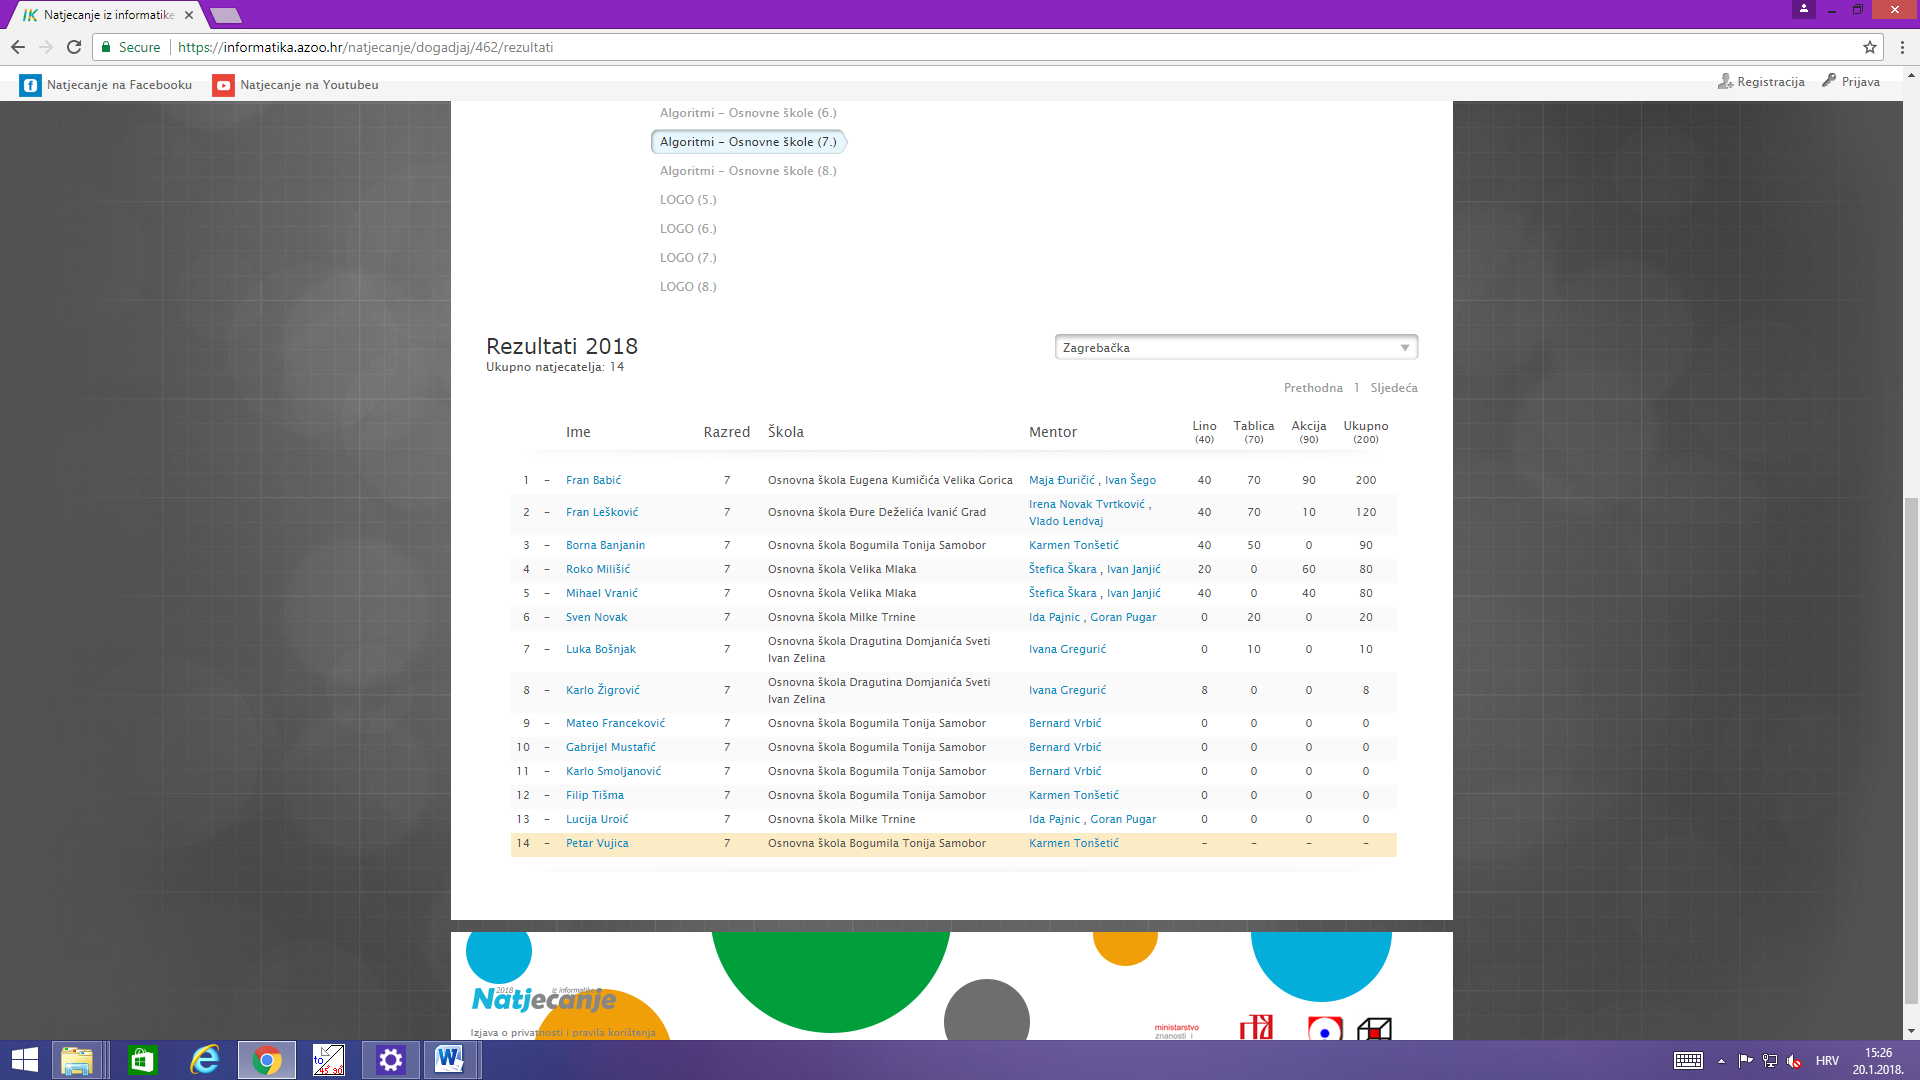 Natjecanje iz informatike
Secure https://informatika.azoo.hr/natjecanje/dogadjaj/462/rezultati
Natjecanje na Facebooku Natjecanje na Youtubeu Registracija Prijava
Algoritmi - Osnovne škole (6.)
Algoritmi - Osnovne škole (7.)
Algoritmi - Osnovne škole (8.)
LOGO (5.)
LOGO (6.)
LOGO (7.)
LOGO (8.)
Rezultati 2018 Zagrebačka
Ukupno natjecatelja: 14
Prethodna 1 Sljedeća
Ime Razred Škola Mentor Lino (40) Tablica (70) Akcija (90) Ukupno (200)
1 - Fran Babić 7 Osnovna škola Eugena Kumičića Velika Gorica Maja Đuričić , Ivan Šego 40 70 90 200
2 - Fran Lešković 7 Osnovna škola Đure Deželića Ivanić Grad Irena Novak Tvrtković , Vlado Lendvaj 40 70 10 120
3 - Borna Banjanin 7 Osnovna škola Bogumila Tonija Samobor Karmen Tonšetić 40 50 0 90
4 - Roko Milišić 7 Osnovna škola Velika Mlaka Štefica Škara , Ivan Janjić 20 0 60 80
5 - Mihael Vranić 7 Osnovna škola Velika Mlaka Štefica Škara , Ivan Janjić 40 0 40 80
6 - Sven Novak 7 Osnovna škola Milke Trnine Ida Pajnic , Goran Pugar 0 20 0 20
7 - Luka Bošnjak 7 Osnovna škola Dragutina Domjanića Sveti Ivan Zelina Ivana Gregurić 0 10 0 10
8 - Karlo Žigrović 7 Osnovna škola Dragutina Domjanića Sveti Ivan Zelina Ivana Gregurić 8 0 0 8
9 - Mateo Franceković 7 Osnovna škola Bogumila Tonija Samobor Bernard Vrbić 0 0 0 0
10 - Gabrijel Mustafić 7 Osnovna škola Bogumila Tonija Samobor Bernard Vrbić 0 0 0 0
11 - Karlo Smoljanović 7 Osnovna škola Bogumila Tonija Samobor Bernard Vrbić 0 0 0 0
12 - Filip Tišma 7 Osnovna škola Bogumila Tonija Samobor Karmen Tonšetić 0 0 0 0
13 - Lucija Uroić 7 Osnovna škola Milke Trnine Ida Pajnic , Goran Pugar 0 0 0 0
14 - Petar Vujica 7 Osnovna škola Bogumila Tonija Samobor Karmen Tonšetić - - - -
2018 iz informatike
Natjecanje
Izjava o privatnosti i pravila korištenja
ministarstvo
znanosti i
to
45 90
HRV
15:26
20.1.2018.